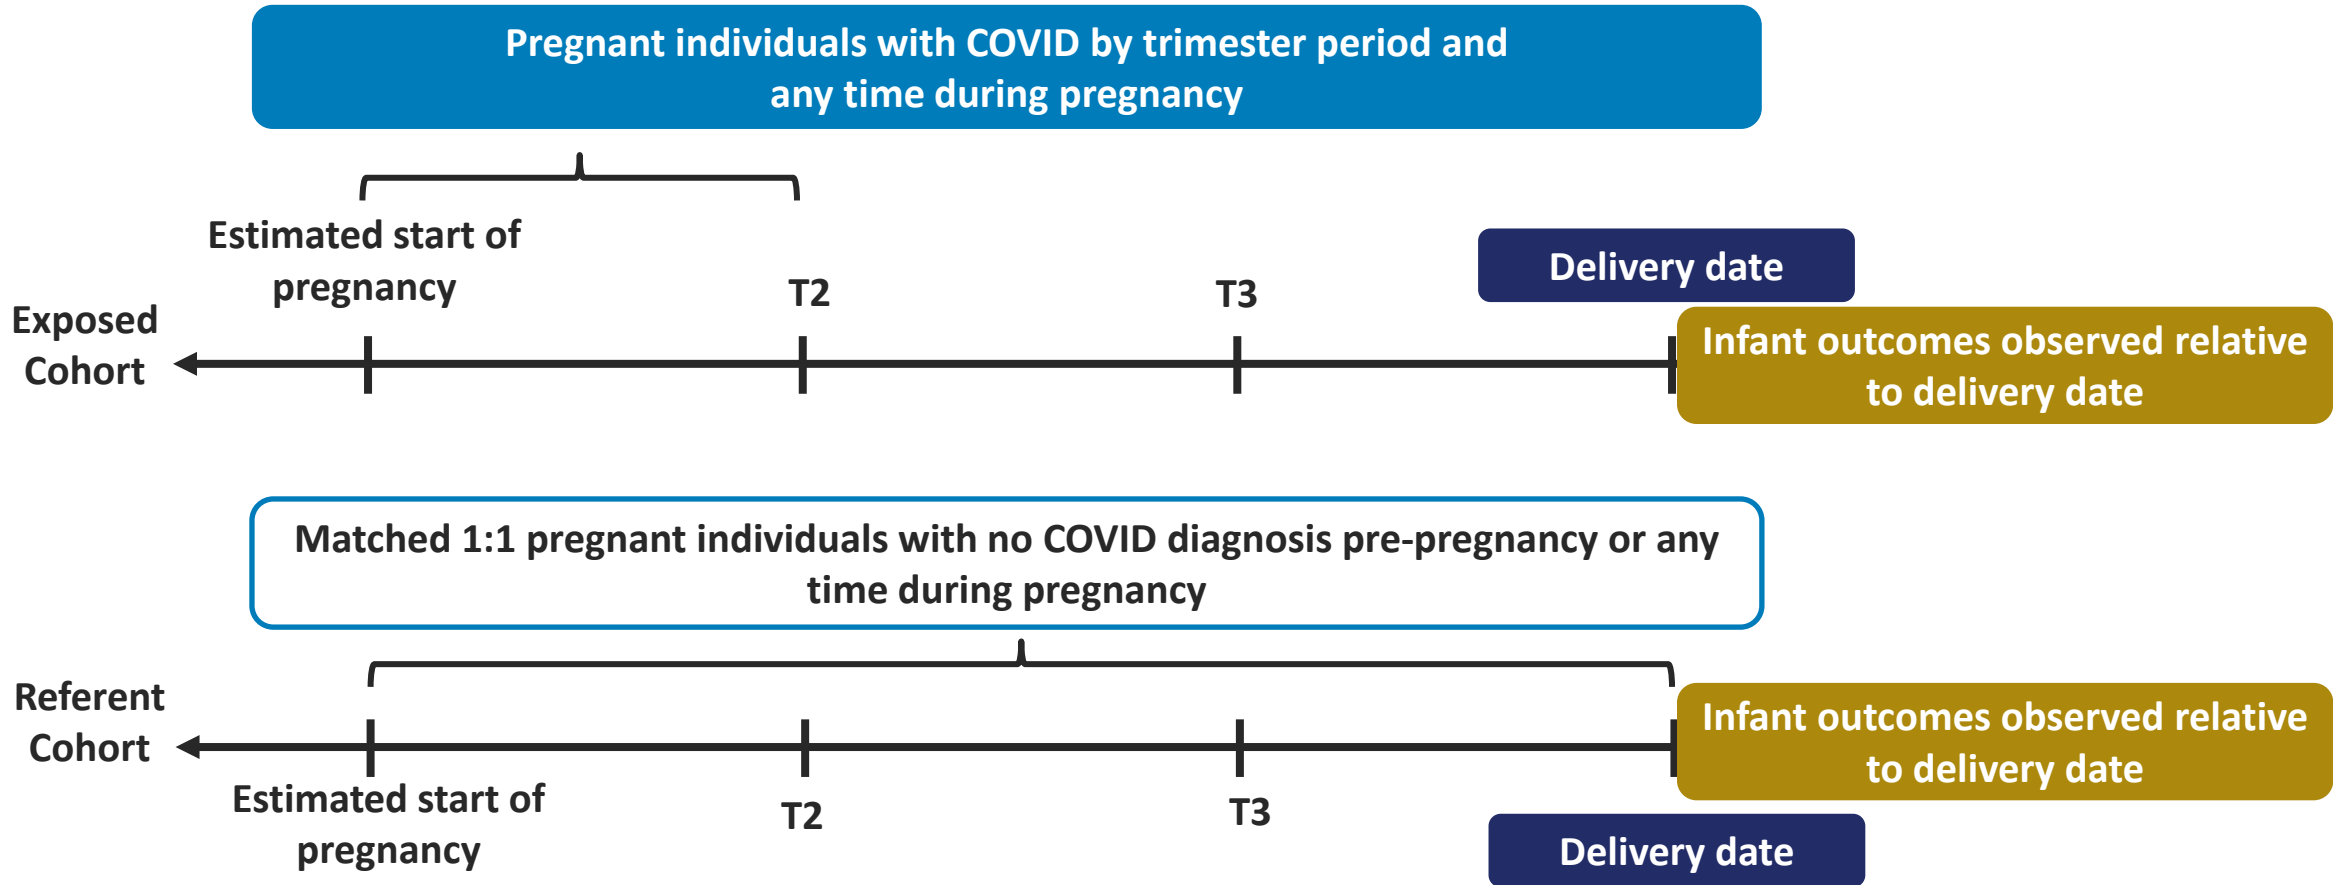 Pregnant individuals with COVID by trimester period and
any time during pregnancy
Estimated start of
pregnancy
T2
T3
Delivery date
Exposed
Cohort
Infant outcomes observed relative
to delivery date
Matched 1:1 pregnant individuals with no COVID diagnosis pre-pregnancy or any
time during pregnancy
Referent
Cohort
Infant outcomes observed relative
to delivery date
Estimated start of
pregnancy
T2
T3
Delivery date